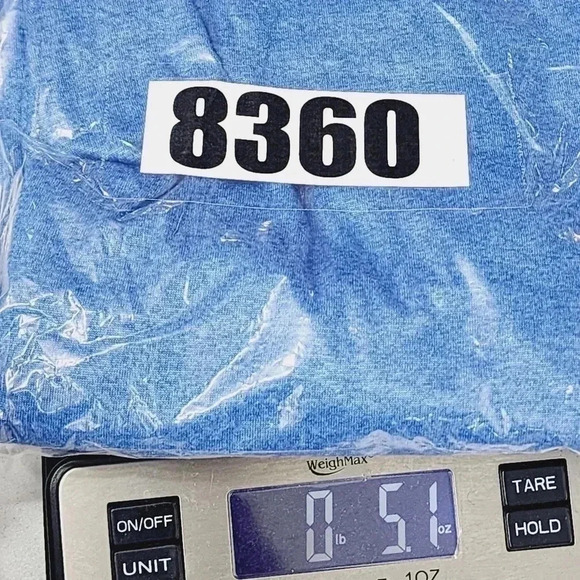 8360
WeighMax
0 lb 5.1 oz
TARE
ON/OFF
HOLD
UNIT